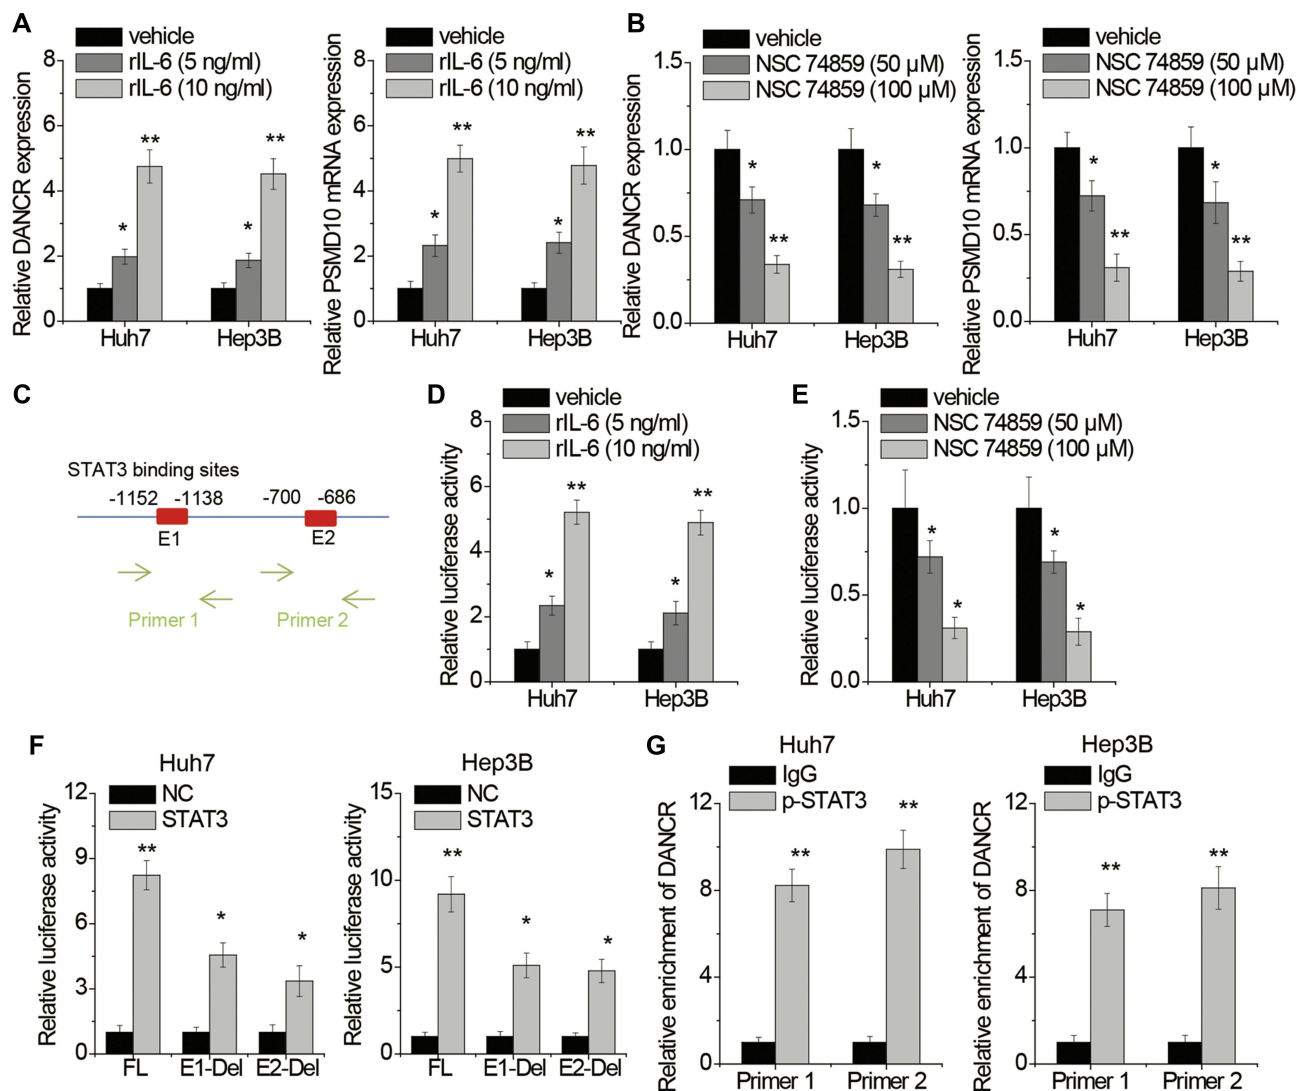 A
vehicle
rIL-6 (5 ng/ml)
rIL-6 (10 ng/ml)
Relative DANCR expression
8
6
4
2
0
**
**
*
*
Huh7
Hep3B
vehicle
rIL-6 (5 ng/ml)
rIL-6 (10 ng/ml)
Relative PSMD10 mRNA expression
8
6
4
2
0
**
**
*
*
Huh7
Hep3B
B
vehicle
NSC 74859 (50 µM)
NSC 74859 (100 µM)
Relative DANCR expression
1.5
1.0
0.5
0.0
*
*
**
**
Huh7
Hep3B
vehicle
NSC 74859 (50 µM)
NSC 74859 (100 µM)
Relative PSMD10 mRNA expression
1.5
1.0
0.5
0.0
*
*
**
**
Huh7
Hep3B
C
STAT3 binding sites
-1152 -1138 -700 -686
E1 E2
Primer 1 Primer 2
D
vehicle
rIL-6 (5 ng/ml)
rIL-6 (10 ng/ml)
Relative luciferase activity
8
6
4
2
0
**
**
*
*
Huh7
Hep3B
E
vehicle
NSC 74859 (50 µM)
NSC 74859 (100 µM)
Relative luciferase activity
1.5
1.0
0.5
0.0
*
*
*
*
Huh7
Hep3B
F
Huh7
NC
STAT3
Relative luciferase activity
12
9
6
3
0
**
*
*
FL E1-Del E2-Del
Hep3B
NC
STAT3
Relative luciferase activity
15
10
5
0
**
*
*
FL E1-Del E2-Del
G
Huh7
IgG
p-STAT3
Relative enrichment of DANCR
12
8
4
0
**
**
Primer 1 Primer 2
Hep3B
IgG
p-STAT3
Relative enrichment of DANCR
12
8
4
0
**
**
Primer 1 Primer 2